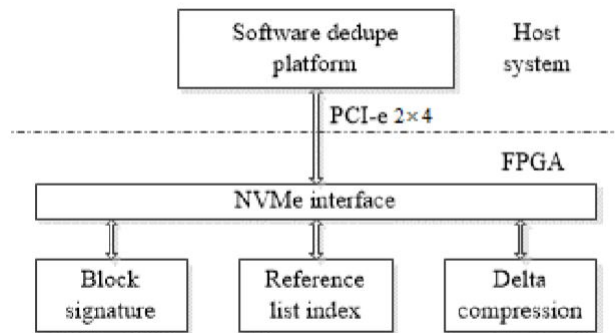 Software dedupe
platform
Host
system
PCI-e 2×4
FPGA
NVMe interface
Block
signature
Reference
list index
Delta
compression